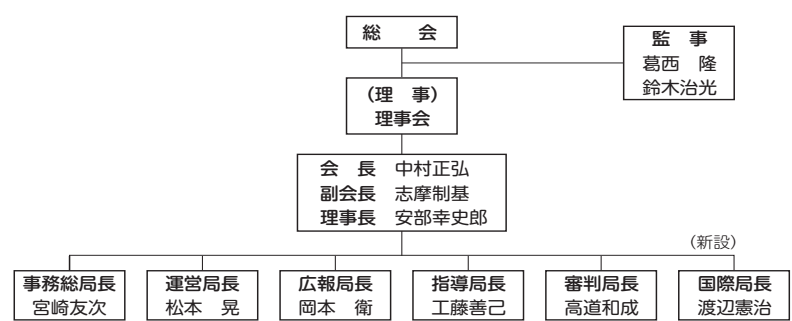 総　会
監　事
葛西　隆
鈴木治光
（理　事）
理事会
会　長　中村正弘
副会長　志摩制基
理事長　安部幸史郎
（新設）
事務総局長
宮崎友次
運営局長
松本　晃
広報局長
岡本　衛
指導局長
工藤善己
審判局長
高道和成
国際局長
渡辺憲治